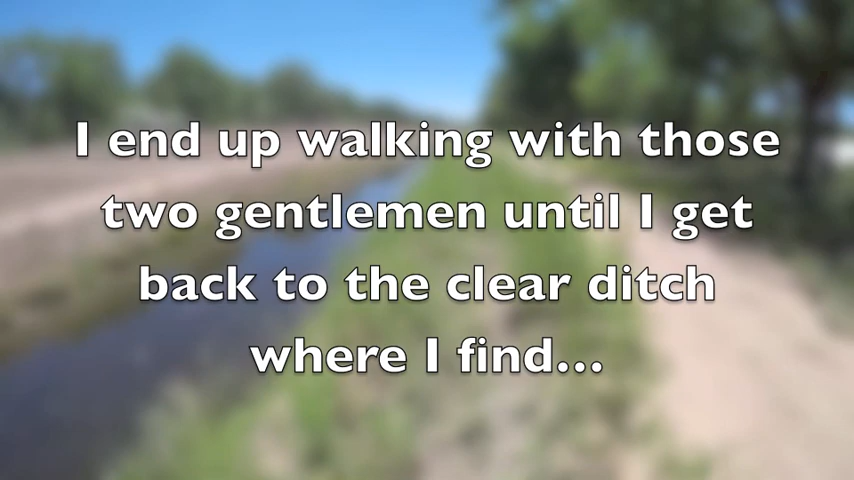 I end up walking with those
two gentlemen until I get
back to the clear ditch
where I find...